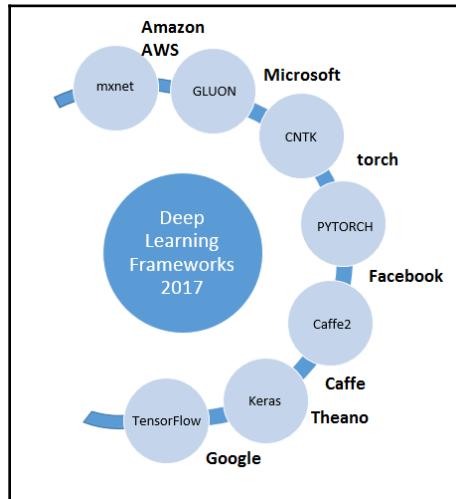 Amazon
AWS
mxnet
GLUON
Microsoft
CNTK
torch
PYTORCH
Deep
Learning
Frameworks
2017
Facebook
Caffe2
Caffe
Keras
Theano
TensorFlow
Google